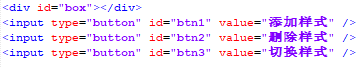 <div id="box"></div>
<input type="button" id="btn1" value="添加样式" />
<input type="button" id="btn2" value="删除样式" />
<input type="button" id="btn3" value="切换样式" />